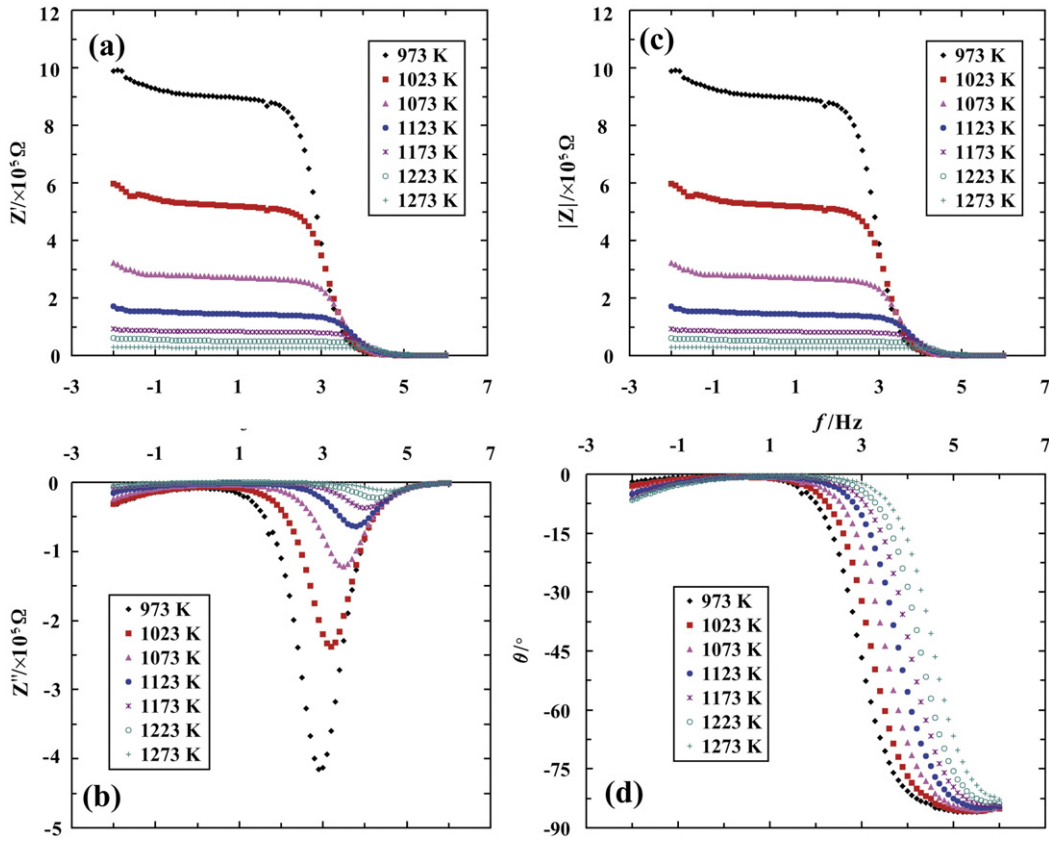 12
10
8
6
4
2
0
Z'/×10⁵ Ω
(a)
973 K
1023 K
1073 K
1123 K
1173 K
1223 K
1273 K
-3 -1 1 3 5 7
12
10
8
6
4
2
0
|Z|/×10⁵ Ω
(c)
973 K
1023 K
1073 K
1123 K
1173 K
1223 K
1273 K
-3 -1 1 3 5 7
-3 -1 1 3 5 7
0
-1
-2
-3
-4
-5
Z"/×10⁵ Ω
973 K
1023 K
1073 K
1123 K
1173 K
1223 K
1273 K
(b)
f/Hz
-3 -1 1 3 5 7
0
-15
-30
-45
-60
-75
-90
θ/°
973 K
1023 K
1073 K
1123 K
1173 K
1223 K
1273 K
(d)